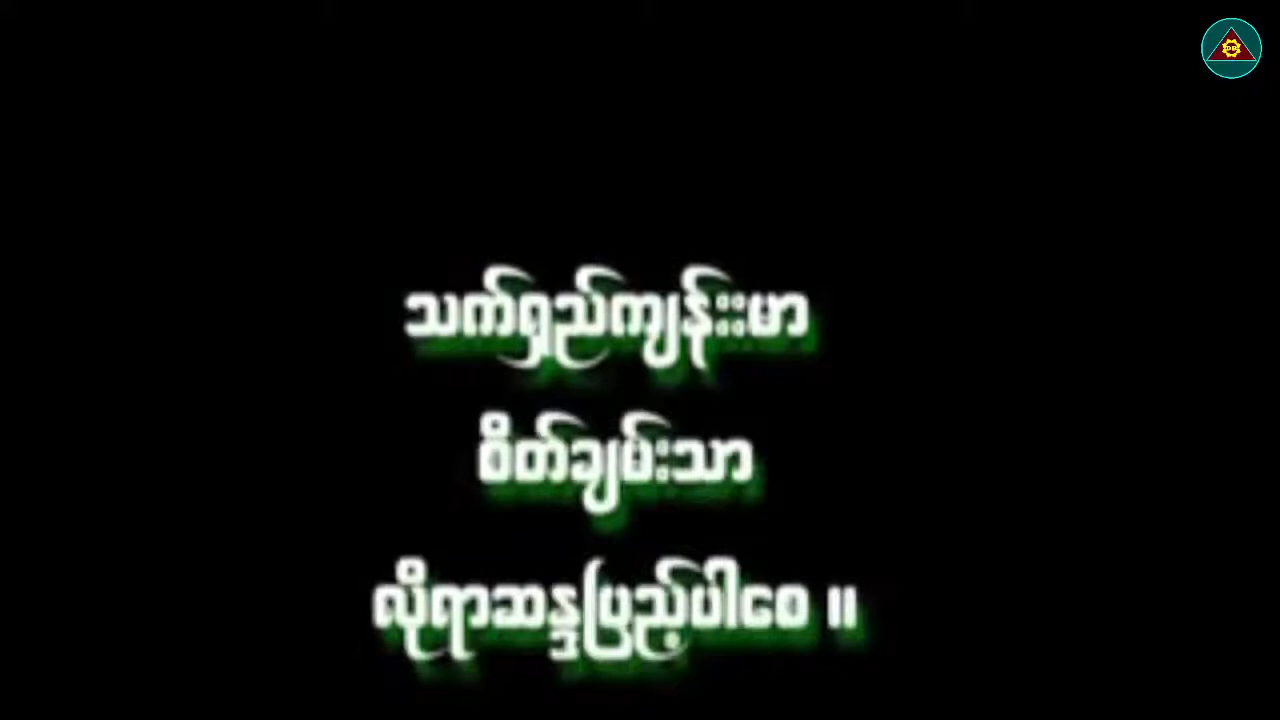 သက်ရှည်ကျန်းးမာ
စိတ်ချမ်းသာ
လိုရာဆန္ဒပြည့်ပါစေ ။